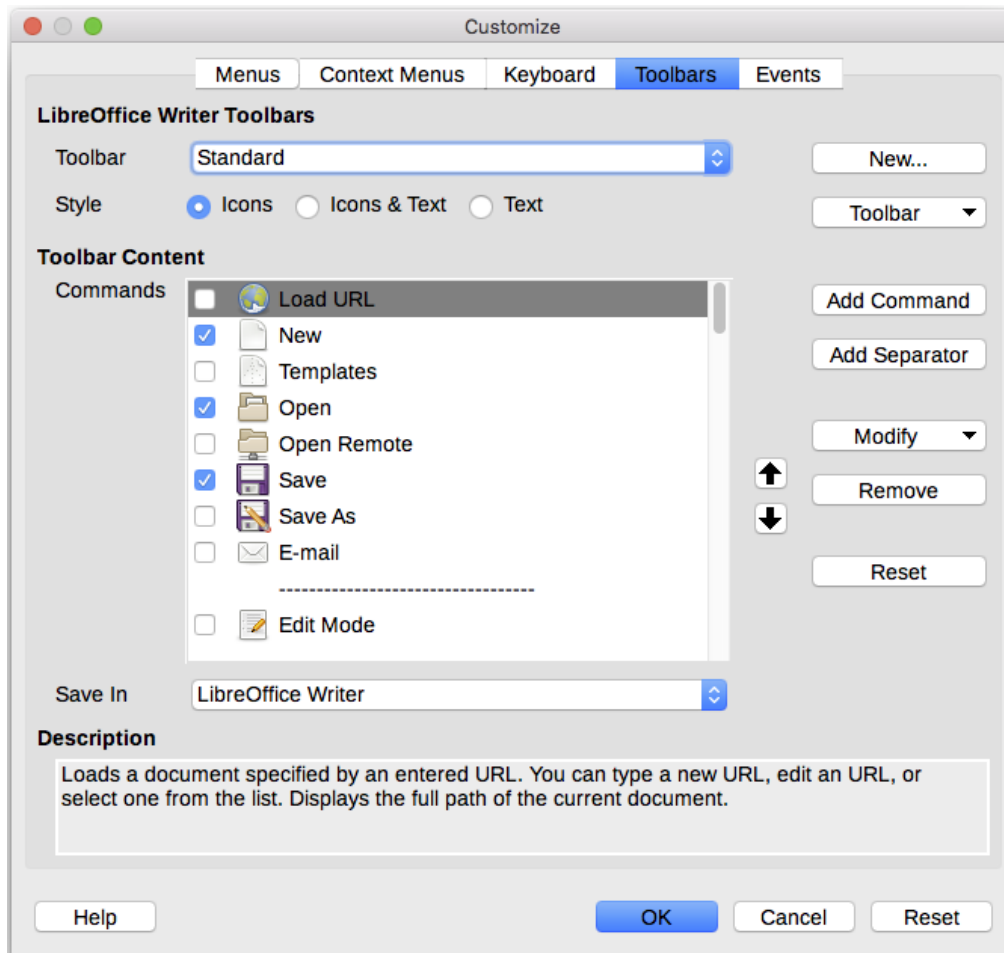 Customize
Menus Context Menus Keyboard Toolbars Events
LibreOffice Writer Toolbars
Toolbar Standard New...
Style Icons Icons & Text Text Toolbar
Toolbar Content
Commands Load URL Add Command
New
Templates Add Separator
Open
Open Remote Modify
Save Remove
Save As
E-mail Reset
----------------------------------
Edit Mode
Save In LibreOffice Writer
Description
Loads a document specified by an entered URL. You can type a new URL, edit an URL, or
select one from the list. Displays the full path of the current document.
Help OK Cancel Reset